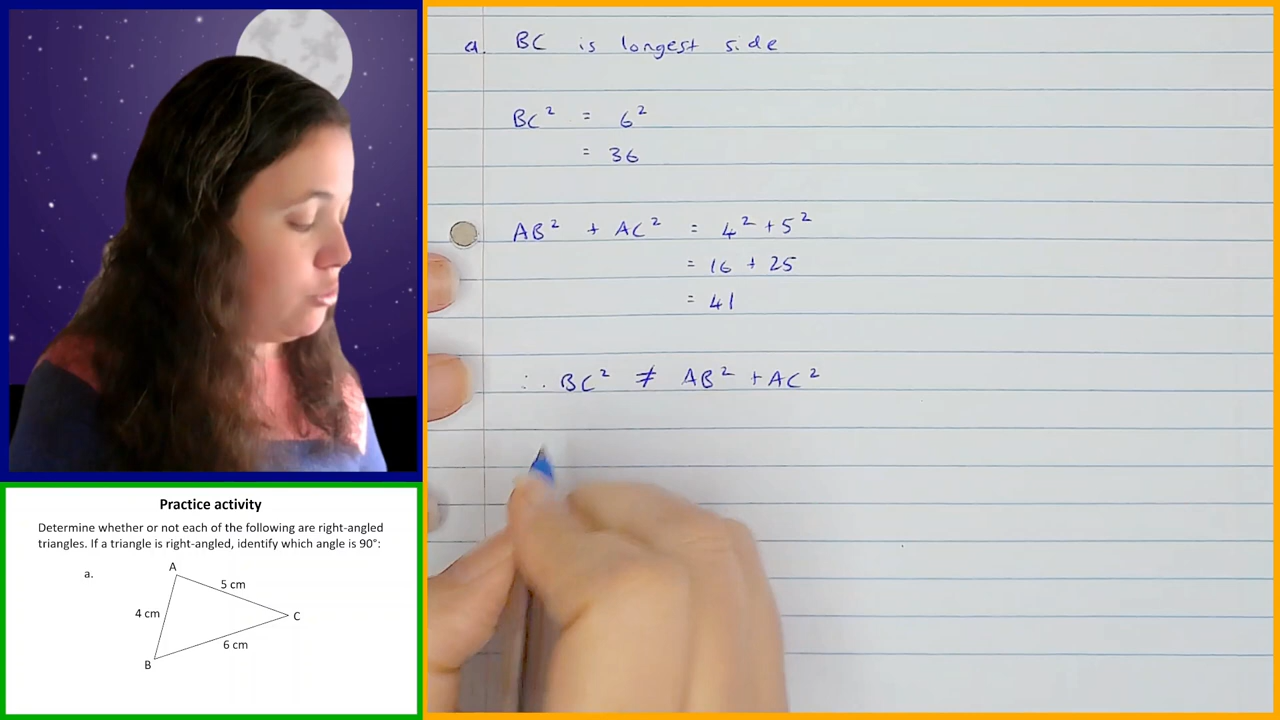 a. BC is longest side
BC² = 6²
= 36
AB² + AC² = 4² + 5²
= 16 + 25
= 41
∴ BC² ≠ AB² + AC²
Practice activity
Determine whether or not each of the following are right-angled
triangles. If a triangle is right-angled, identify which angle is 90°:
a.
A
5 cm
4 cm
C
6 cm
B